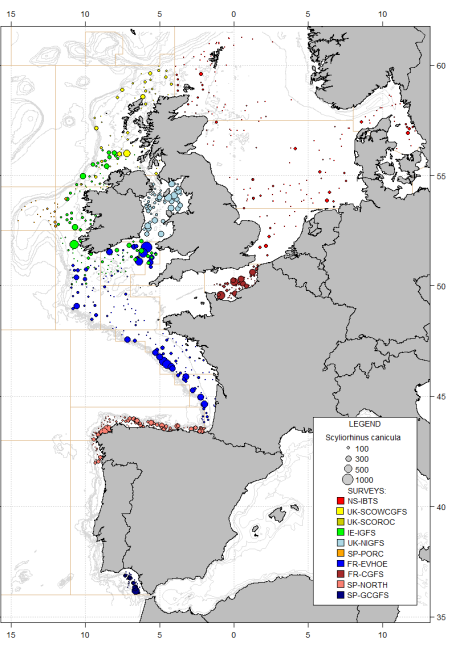 15 10 5 0 5 10
60
55
50
45
40
35
LEGEND
Scyliorhinus canicula
100
300
500
1000
SURVEYS:
NS-IBTS
UK-SCOWCGFS
UK-SCOROC
IE-IGFS
UK-NIGFS
SP-PORC
FR-EVHOE
FR-CGFS
SP-NORTH
SP-GCGFS
15 10 5 0 5 10